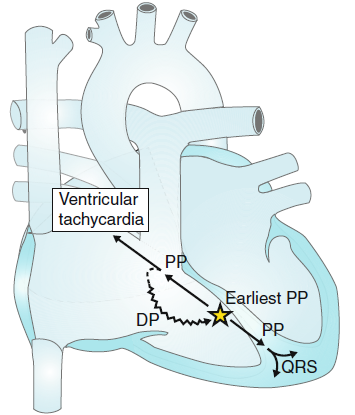 Ventricular
tachycardia
PP
Earliest PP
DP
PP
QRS